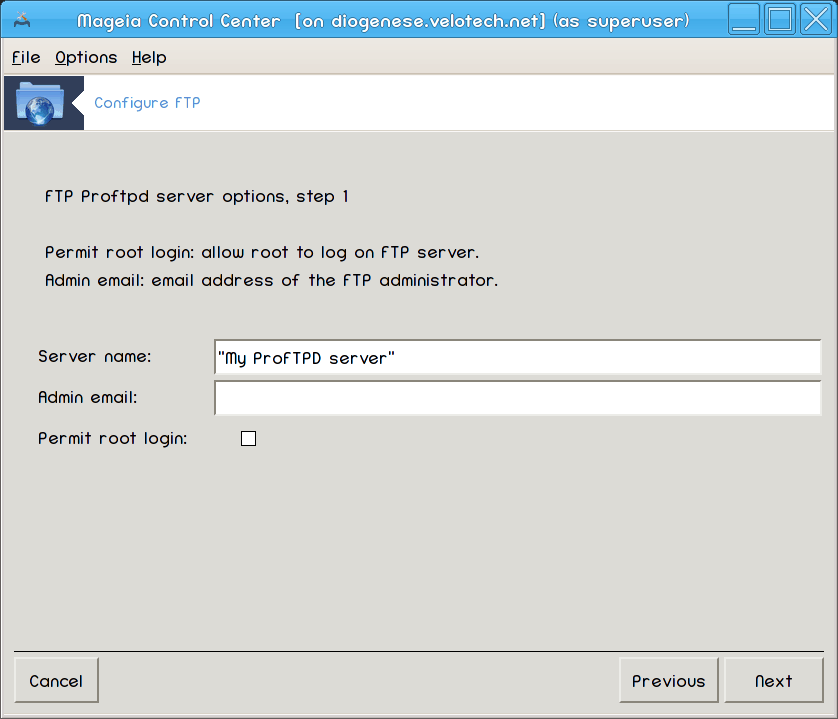 Mageia Control Center [on diogenese.velotech.net] (as superuser)
File Options Help
Configure FTP
FTP Proftpd server options, step 1
Permit root login: allow root to log on FTP server.
Admin email: email address of the FTP administrator.
Server name: "My ProFTPD server"
Admin email:
Permit root login:
Cancel Previous Next